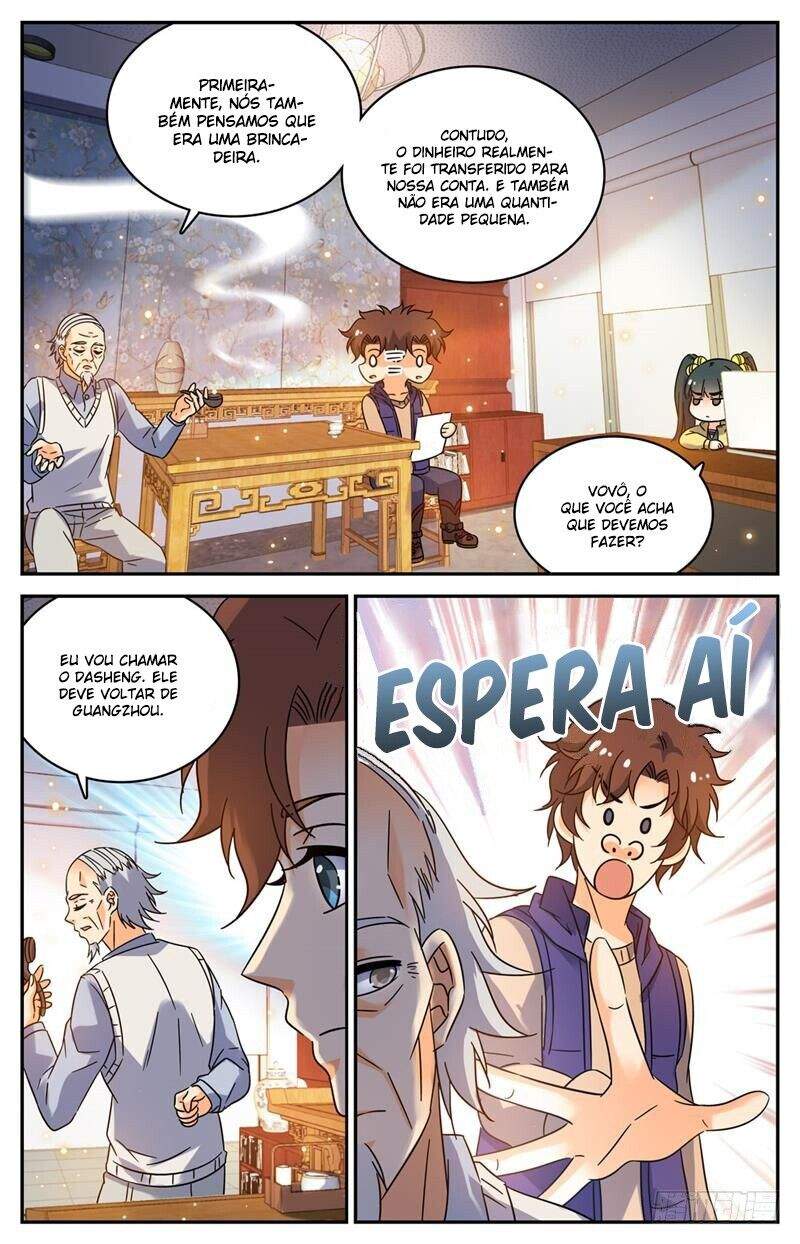 PRIMEIRA-
MENTE, NÓS TAM-
BÉM PENSAMOS QUE
ERA UMA BRINCA-
DEIRA.
CONTUDO,
O DINHEIRO REALMEN-
TE FOI TRANSFERIDO PARA
NOSSA CONTA. E TAMBÉM
NÃO ERA UMA QUANTI-
DADE PEQUENA.
VOVÔ, O
QUE VOCÊ ACHA
QUE DEVEMOS
FAZER?
EU VOU CHAMAR
O DASHENG. ELE
DEVE VOLTAR DE
GUANGZHOU.
ESPERA AÍ